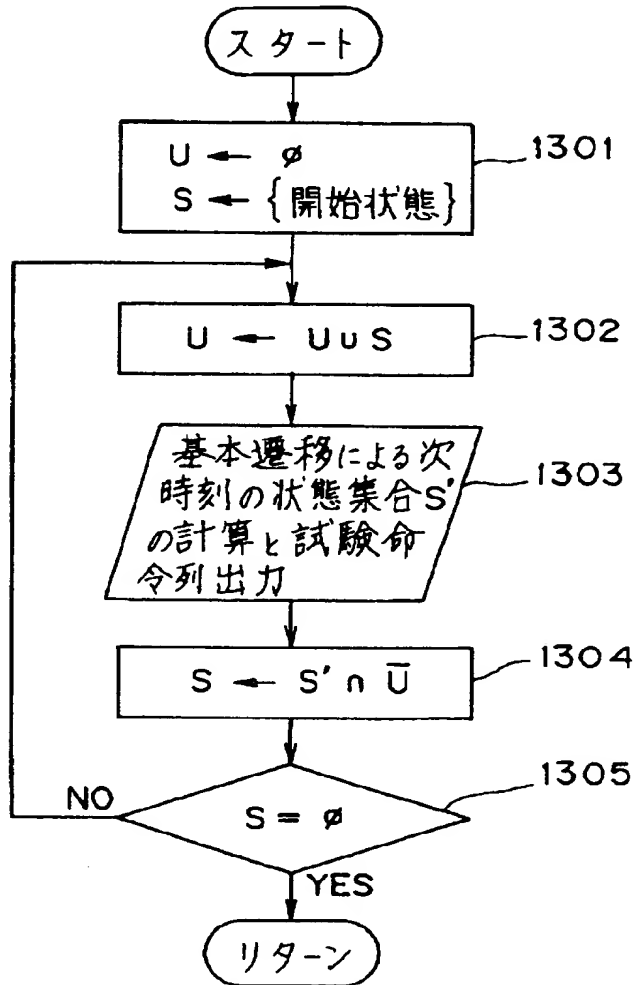 スタート
U ← ø
S ← {開始状態}
1301
U ← U ∪ S
1302
基本遷移による次
時刻の状態集合S'
の計算と試験命
令列出力
1303
S ← S' ∩ U̅
1304
S = ø
1305
NO
YES
リターン